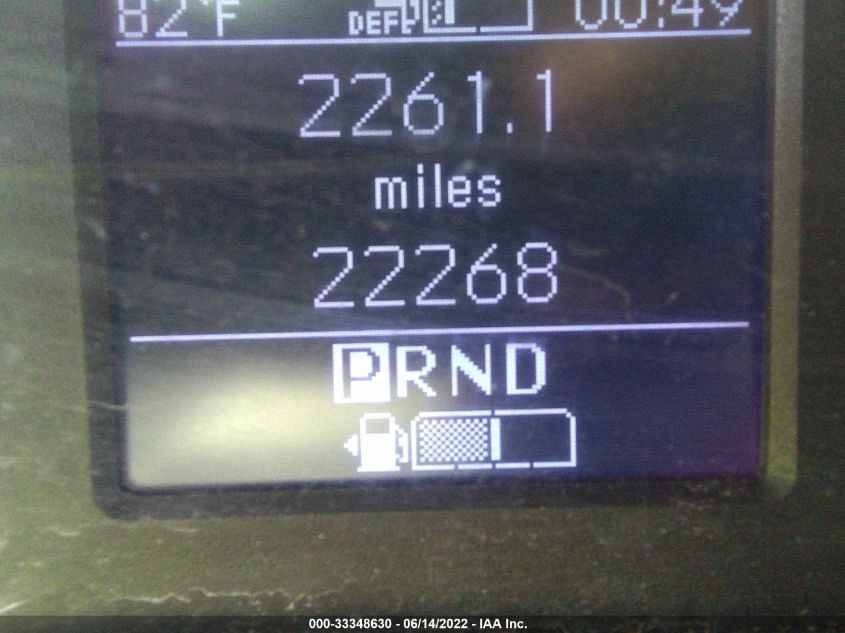 82°F DEF 00:49
2261.1
miles
22268
PRND
000-33348630 - 06/14/2022 - IAA Inc.